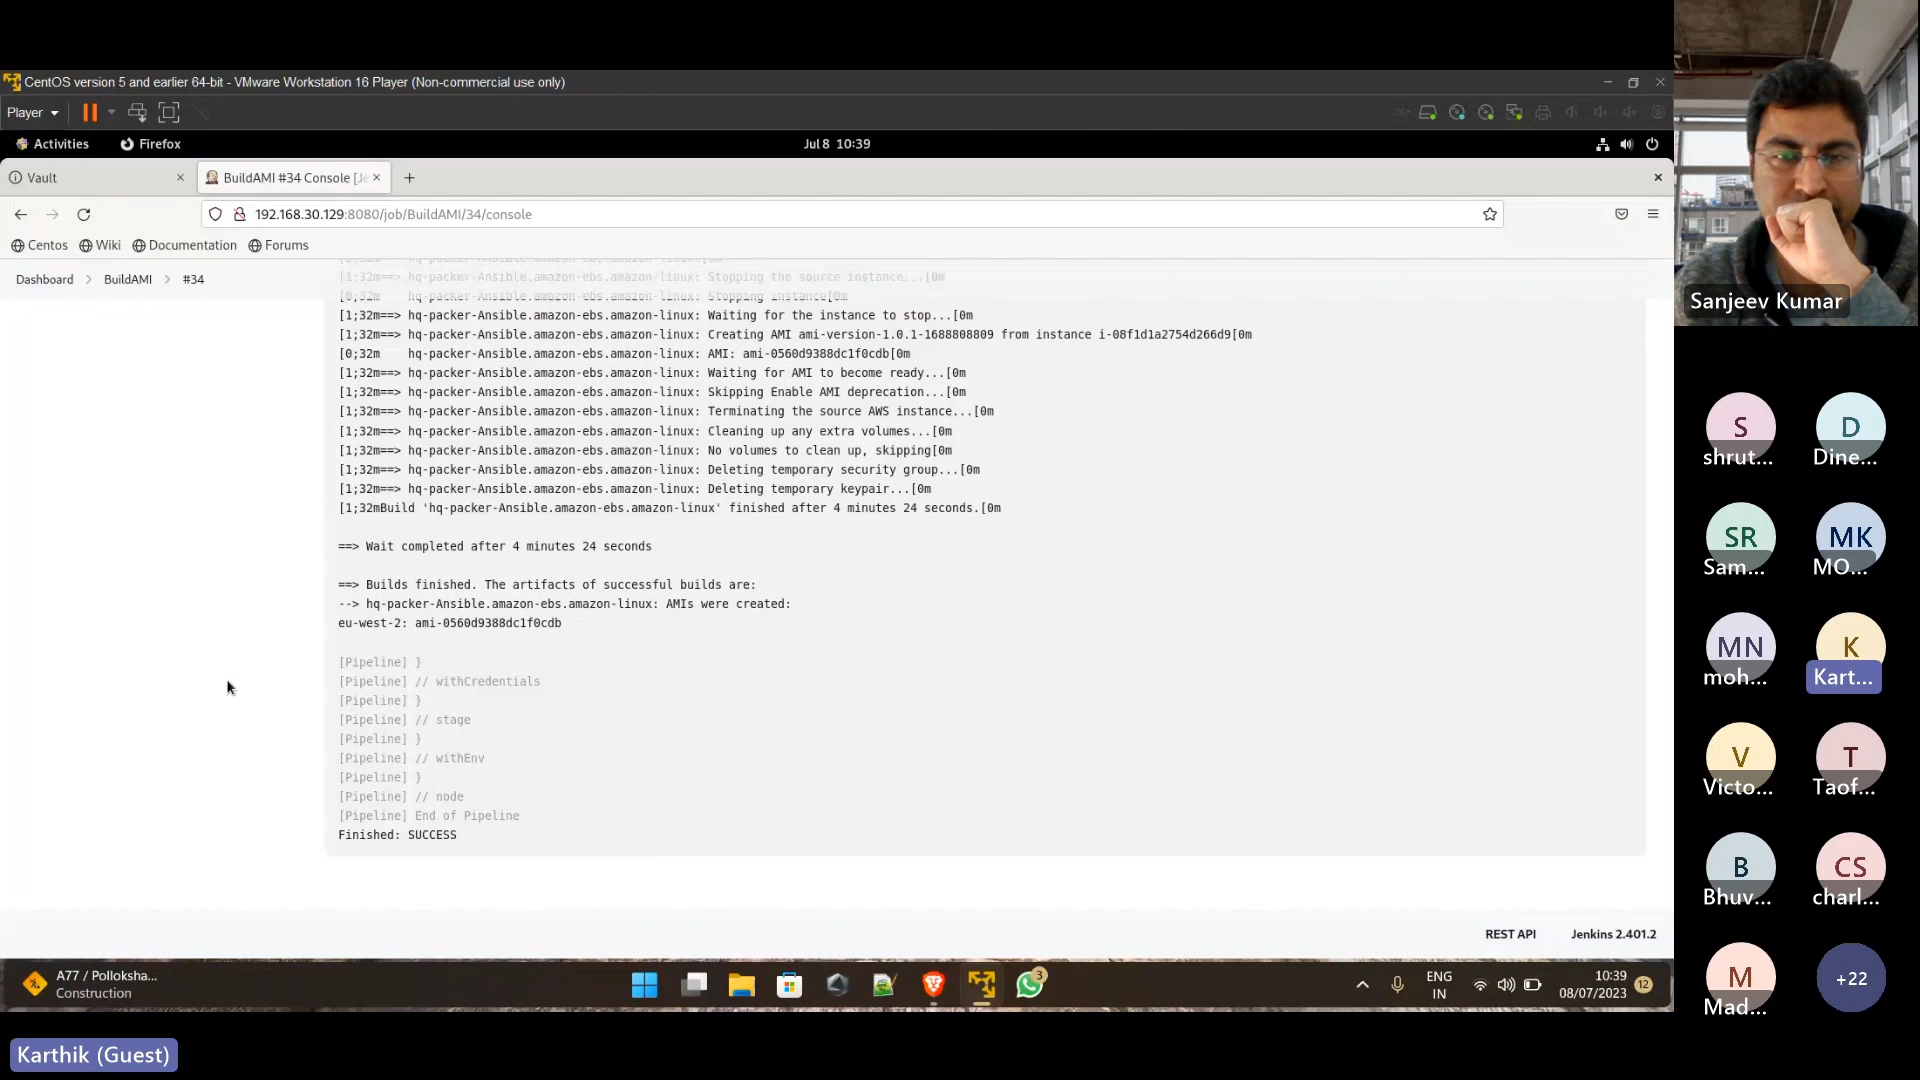 CentOS version 5 and earlier 64-bit - VMware Workstation 16 Player (Non-commercial use only)
Player
Activities
Firefox
Jul 8 10:39
Vault
BuildAMI #34 Console [Je
192.168.30.129:8080/job/BuildAMI/34/console
Centos
Wiki
Documentation
Forums
Dashboard
BuildAMI
#34
[1;32m==> hq-packer-Ansible.amazon-ebs.amazon-linux: Stopping the source instance...[0m
[0;32m    hq-packer-Ansible.amazon-ebs.amazon-linux: Stopping instance[0m
[1;32m==> hq-packer-Ansible.amazon-ebs.amazon-linux: Waiting for the instance to stop...[0m
[1;32m==> hq-packer-Ansible.amazon-ebs.amazon-linux: Creating AMI ami-version-1.0.1-1688808809 from instance i-08f1d1a2754d266d9[0m
[0;32m    hq-packer-Ansible.amazon-ebs.amazon-linux: AMI: ami-0560d9388dc1f0cdb[0m
[1;32m==> hq-packer-Ansible.amazon-ebs.amazon-linux: Waiting for AMI to become ready...[0m
[1;32m==> hq-packer-Ansible.amazon-ebs.amazon-linux: Skipping Enable AMI deprecation...[0m
[1;32m==> hq-packer-Ansible.amazon-ebs.amazon-linux: Terminating the source AWS instance...[0m
[1;32m==> hq-packer-Ansible.amazon-ebs.amazon-linux: Cleaning up any extra volumes...[0m
[1;32m==> hq-packer-Ansible.amazon-ebs.amazon-linux: No volumes to clean up, skipping[0m
[1;32m==> hq-packer-Ansible.amazon-ebs.amazon-linux: Deleting temporary security group...[0m
[1;32m==> hq-packer-Ansible.amazon-ebs.amazon-linux: Deleting temporary keypair...[0m
[1;32mBuild 'hq-packer-Ansible.amazon-ebs.amazon-linux' finished after 4 minutes 24 seconds.[0m
==> Wait completed after 4 minutes 24 seconds
==> Builds finished. The artifacts of successful builds are:
--> hq-packer-Ansible.amazon-ebs.amazon-linux: AMIs were created:
eu-west-2: ami-0560d9388dc1f0cdb
[Pipeline] }
[Pipeline] // withCredentials
[Pipeline] }
[Pipeline] // stage
[Pipeline] }
[Pipeline] // withEnv
[Pipeline] }
[Pipeline] // node
[Pipeline] End of Pipeline
Finished: SUCCESS
REST API
Jenkins 2.401.2
A77 / Polloksha...
Construction
3
ENG
IN
10:39
08/07/2023
12
Karthik (Guest)
Sanjeev Kumar
S
shrut...
D
Dine...
SR
Sam...
MK
MO...
MN
moh...
K
Kart...
V
Victo...
T
Taof...
B
Bhuv...
CS
charl...
M
Mad...
+22